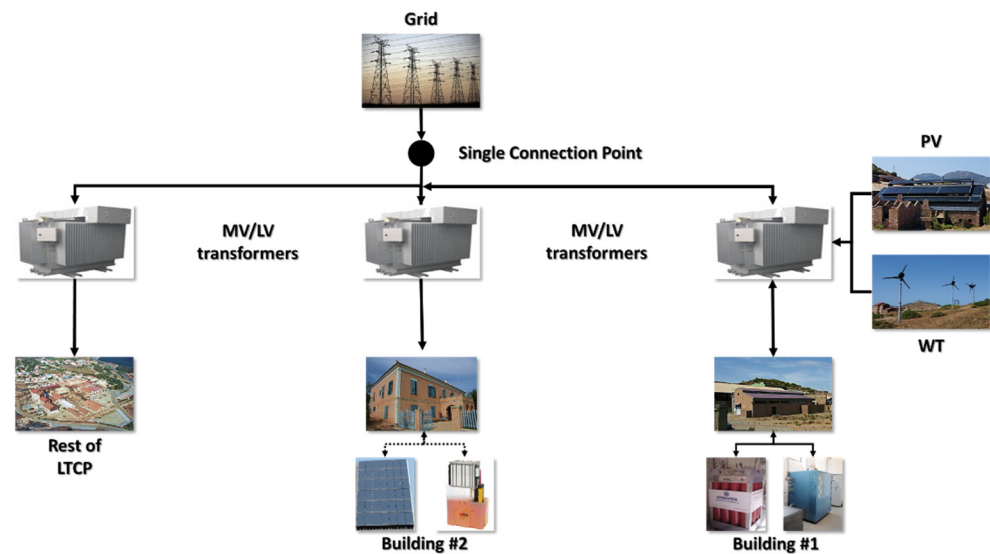 Grid
Single Connection Point
PV
MV/LV
transformers
MV/LV
transformers
WT
Rest of
LTCP
Building #2
Building #1